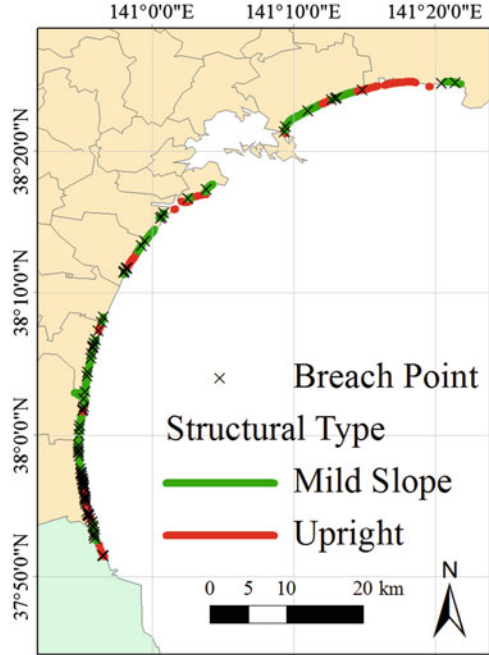 141°0'0"E 141°10'0"E 141°20'0"E
38°20'0"N
38°10'0"N
38°0'0"N
37°50'0"N
Breach Point
Structural Type
Mild Slope
Upright
N
0 5 10 20 km